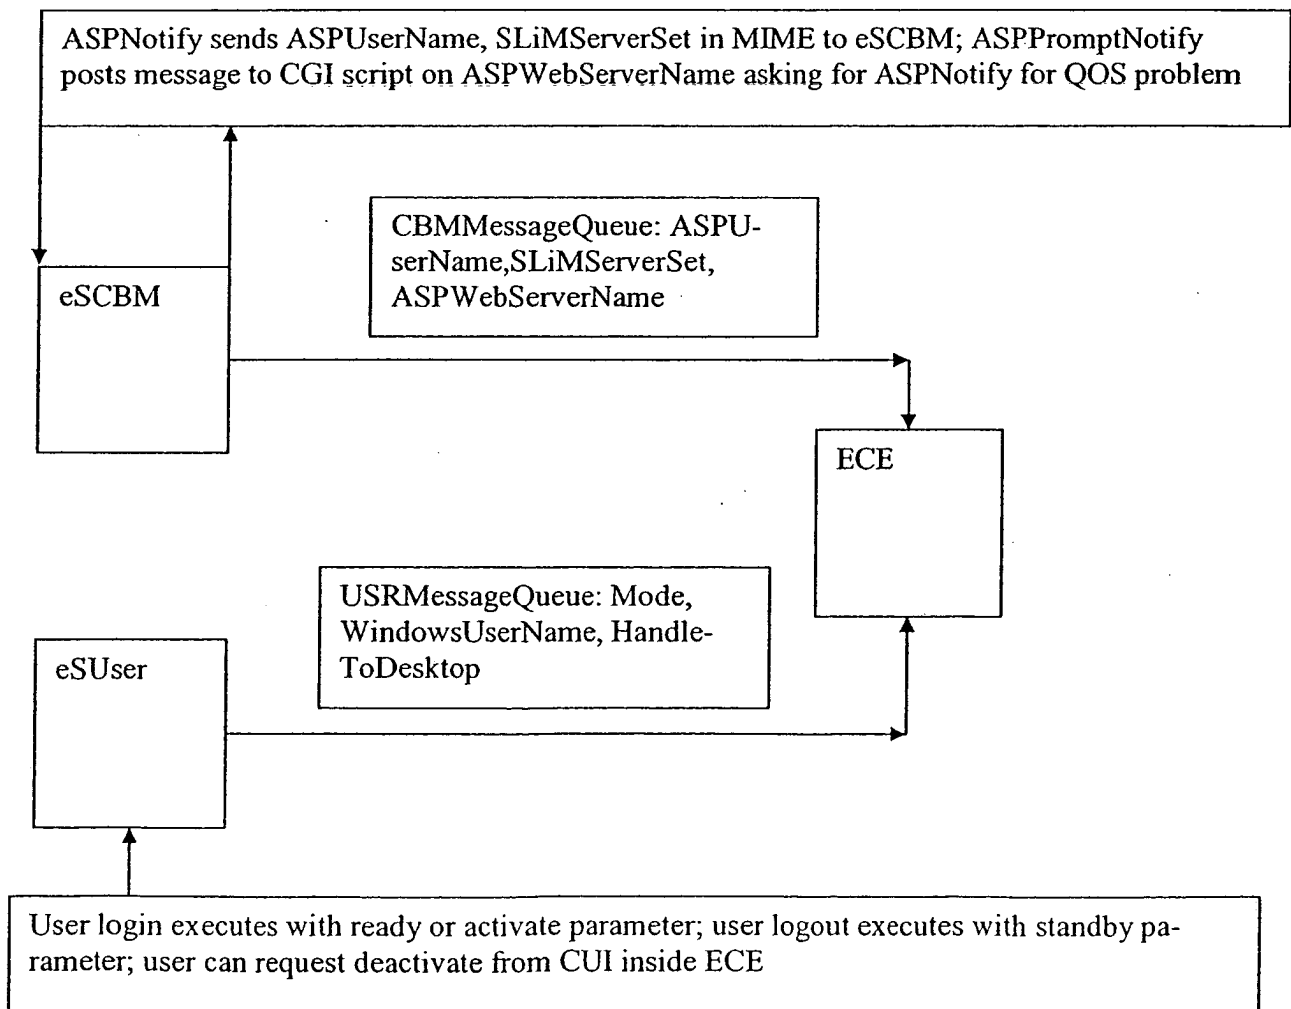 ASPNotify sends ASPUserName, SLiMServerSet in MIME to eSCBM; ASPPromptNotify
posts message to CGI script on ASPWebServerName asking for ASPNotify for QOS problem
CBMMessageQueue: ASPU-
serName,SLiMServerSet,
ASPWebServerName
eSCBM
ECE
USRMessageQueue: Mode,
WindowsUserName, Handle-
ToDesktop
eSUser
User login executes with ready or activate parameter; user logout executes with standby pa-
rameter; user can request deactivate from CUI inside ECE